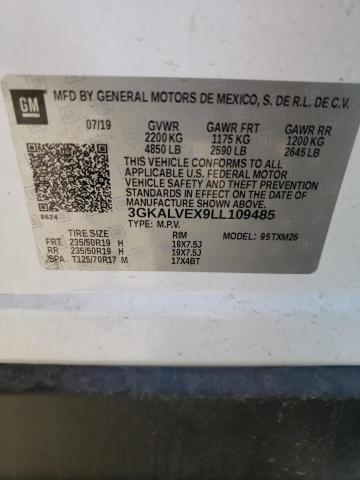 GM
MFD BY GENERAL MOTORS DE MEXICO, S. DE R.L. DE C.V.
07/19 GVWR GAWR FRT GAWR RR
2200 KG 1175 KG 1200 KG
4850 LB 2590 LB 2645 LB
THIS VEHICLE CONFORMS TO ALL
APPLICABLE U.S. FEDERAL MOTOR
VEHICLE SAFETY, BUMPER, AND THEFT
PREVENTION STANDARDS IN EFFECT
ON THE DATE OF
MANUFACTURE SHOWN ABOVE.
3GKALVEX9LL109485
8624 TYPE: M.P.V. MODEL: 95TXM26
TIRE SIZE RIM
FRT 235/50R19 H 19X7.5J
RR 235/50R19 H 19X7.5J
SPA T125/70R17 M 17X4BT